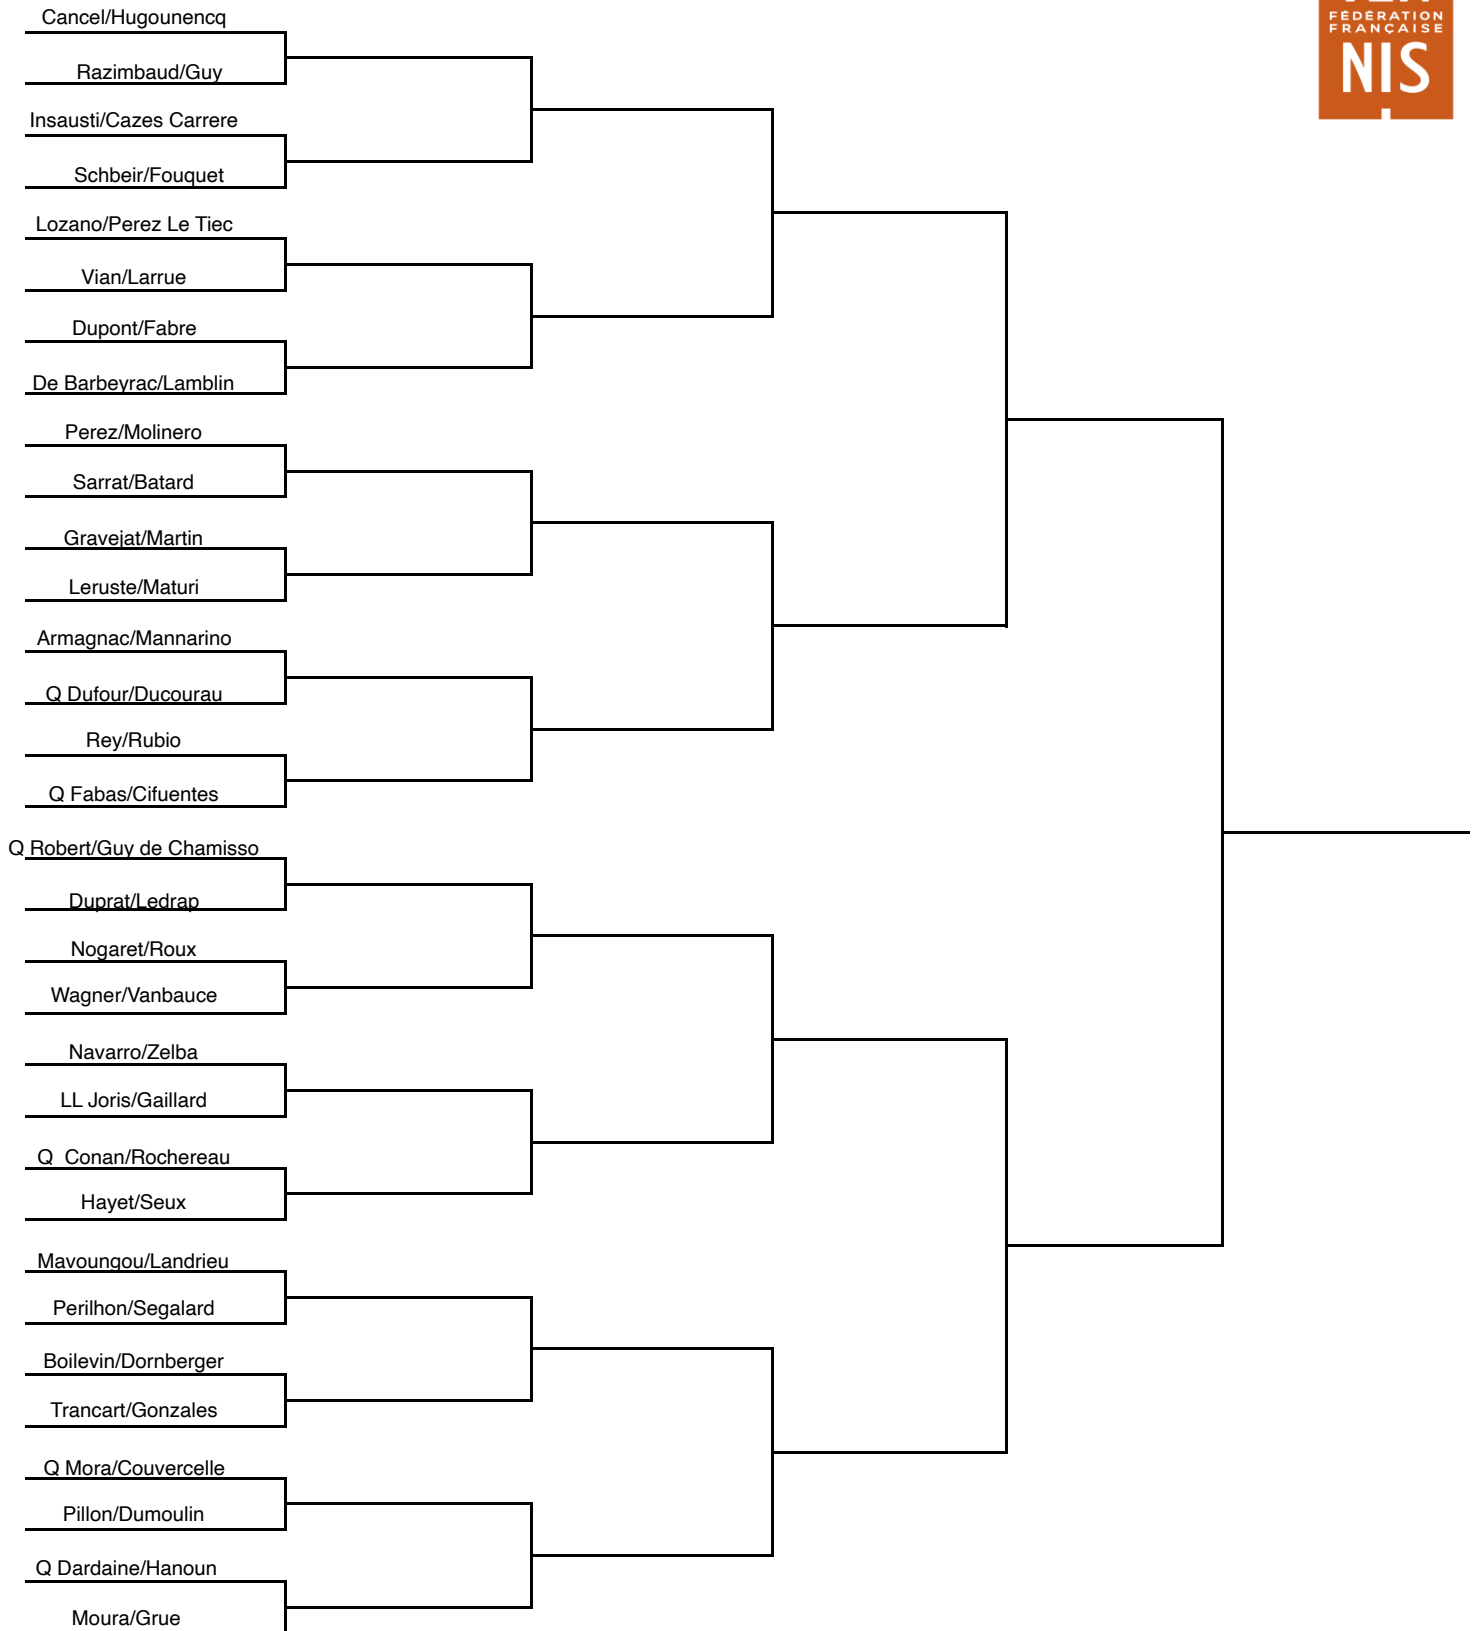 Cancel/Hugounencq
FÉDÉRATION
FRANÇAISE
NIS
Razimbaud/Guy
Insausti/Cazes Carrere
Schbeir/Fouquet
Lozano/Perez Le Tiec
Vian/Larrue
Dupont/Fabre
De Barbeyrac/Lamblin
Perez/Molinero
Sarrat/Batard
Gravejat/Martin
Leruste/Maturi
Armagnac/Mannarino
Q Dufour/Ducourau
Rey/Rubio
Q Fabas/Cifuentes
Q Robert/Guy de Chamisso
Duprat/Ledrap
Nogaret/Roux
Wagner/Vanbauce
Navarro/Zelba
LL Joris/Gaillard
Q  Conan/Rochereau
Hayet/Seux
Mavoungou/Landrieu
Perilhon/Segalard
Boilevin/Dornberger
Trancart/Gonzales
Q Mora/Couvercelle
Pillon/Dumoulin
Q Dardaine/Hanoun
Moura/Grue